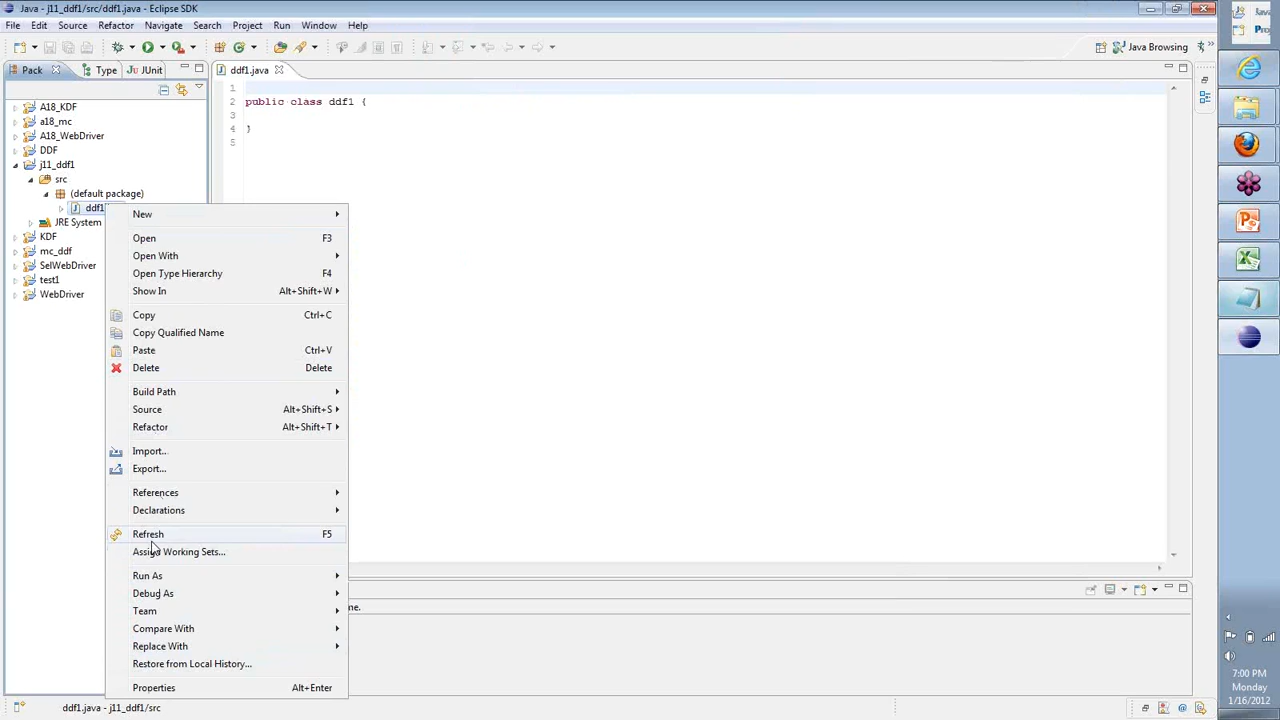 Java - j11_ddf1/src/ddf1.java - Eclipse SDK
File Edit Source Refactor Navigate Search Project Run Window Help
Java Browsing
Pack Type JUnit
ddf1.java
A18_KDF
a18_mc
A18_WebDriver
DDF
j11_ddf1
src
(default package)
ddf1
JRE System
KDF
mc_ddf
SelWebDriver
test1
WebDriver
1
2 public class ddf1 {
3
4 }
5
New
Open F3
Open With
Open Type Hierarchy F4
Show In Alt+Shift+W
Copy Ctrl+C
Copy Qualified Name
Paste Ctrl+V
Delete Delete
Build Path
Source Alt+Shift+S
Refactor Alt+Shift+T
Import...
Export...
References
Declarations
Refresh F5
Assign Working Sets...
Run As
Debug As
Team
Compare With
Replace With
Restore from Local History...
Properties Alt+Enter
me.
ddf1.java - j11_ddf1/src
7:00 PM
Monday
1/16/2012